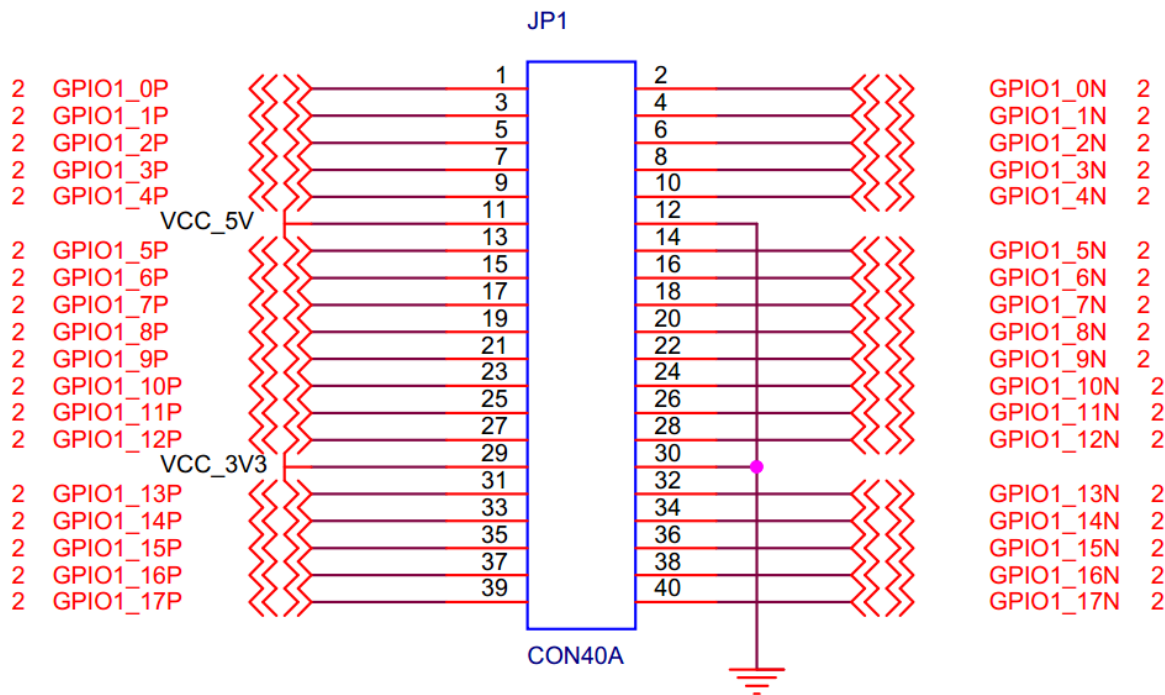 JP1
2 GPIO1_0P 1 2 GPIO1_0N 2
2 GPIO1_1P 3 4 GPIO1_1N 2
2 GPIO1_2P 5 6 GPIO1_2N 2
2 GPIO1_3P 7 8 GPIO1_3N 2
2 GPIO1_4P 9 10 GPIO1_4N 2
VCC_5V 11 12
2 GPIO1_5P 13 14 GPIO1_5N 2
2 GPIO1_6P 15 16 GPIO1_6N 2
2 GPIO1_7P 17 18 GPIO1_7N 2
2 GPIO1_8P 19 20 GPIO1_8N 2
2 GPIO1_9P 21 22 GPIO1_9N 2
2 GPIO1_10P 23 24 GPIO1_10N 2
2 GPIO1_11P 25 26 GPIO1_11N 2
2 GPIO1_12P 27 28 GPIO1_12N 2
VCC_3V3 29 30
2 GPIO1_13P 31 32 GPIO1_13N 2
2 GPIO1_14P 33 34 GPIO1_14N 2
2 GPIO1_15P 35 36 GPIO1_15N 2
2 GPIO1_16P 37 38 GPIO1_16N 2
2 GPIO1_17P 39 40 GPIO1_17N 2
CON40A